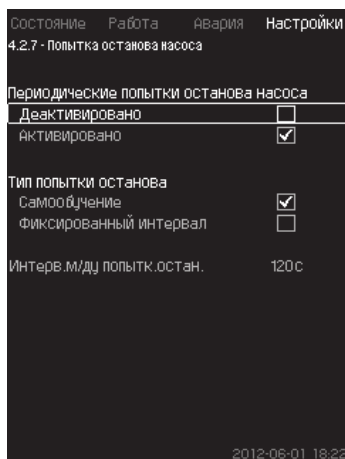 Состояние Работа Авария Настройки
4.2.7 - Попытка останова насоса
Периодические попытки останова насоса
Деактивировано
Активировано
Тип попытки останова
Самообучение
Фиксированный интервал
Интерв.м/ду попытк.остан. 120с
2012-06-01 18:22